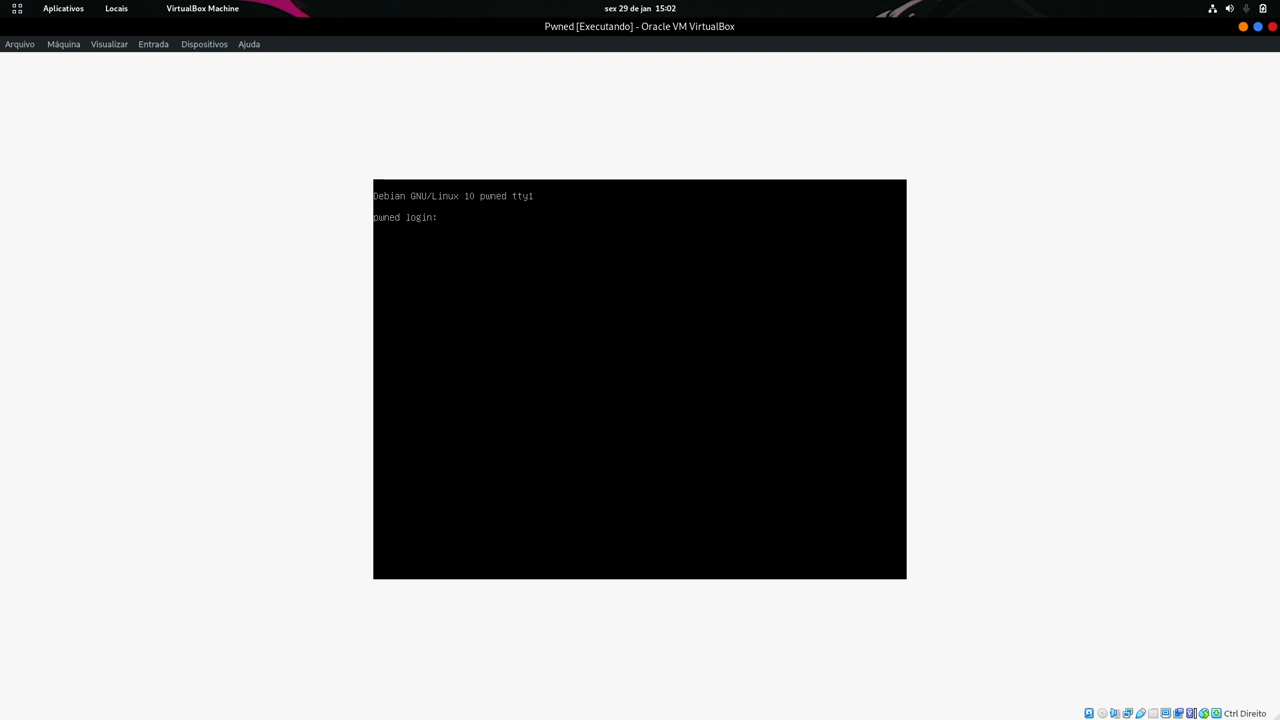 Aplicativos Locais VirtualBox Machine sex 29 de jan 15:02
Pwned [Executando] - Oracle VM VirtualBox
Arquivo Máquina Visualizar Entrada Dispositivos Ajuda
Debian GNU/Linux 10 pwned tty1
pwned login:
Ctrl Direito